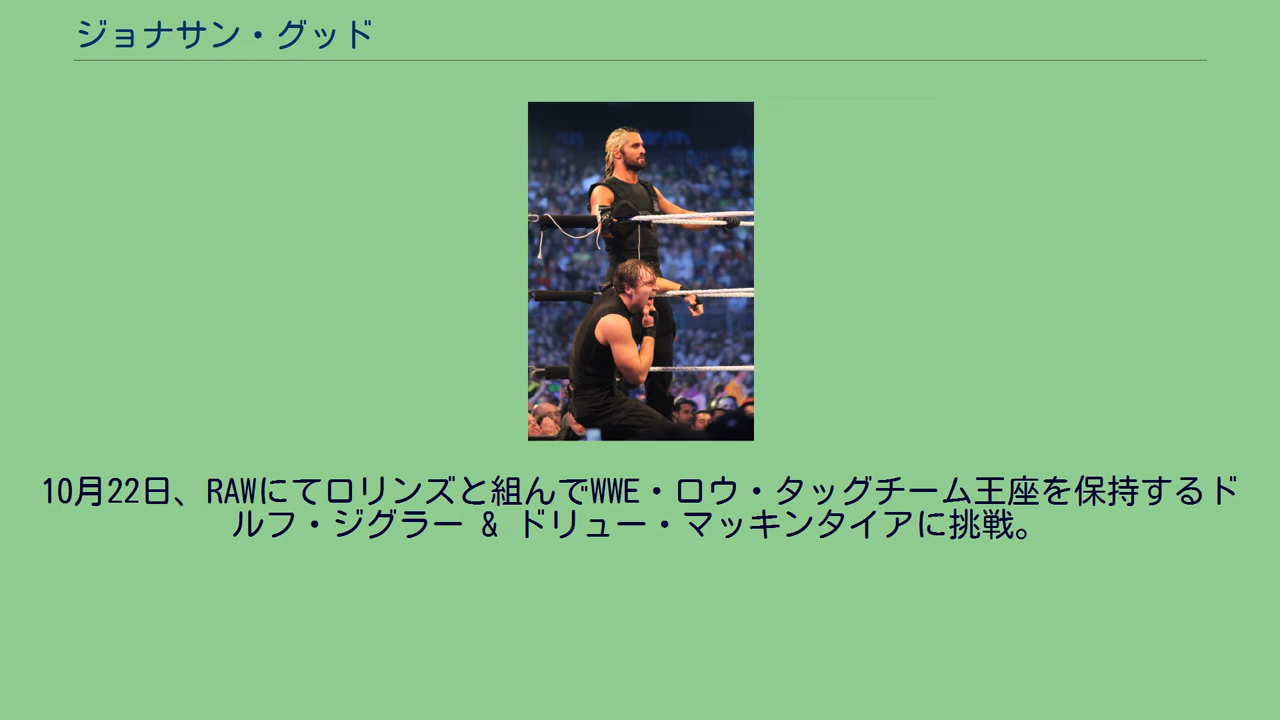 ジョナサン・グッド
10月22日、RAWにてロリンズと組んでWWE・ロウ・タッグチーム王座を保持するド
ルフ・ジグラー & ドリュー・マッキンタイアに挑戦。